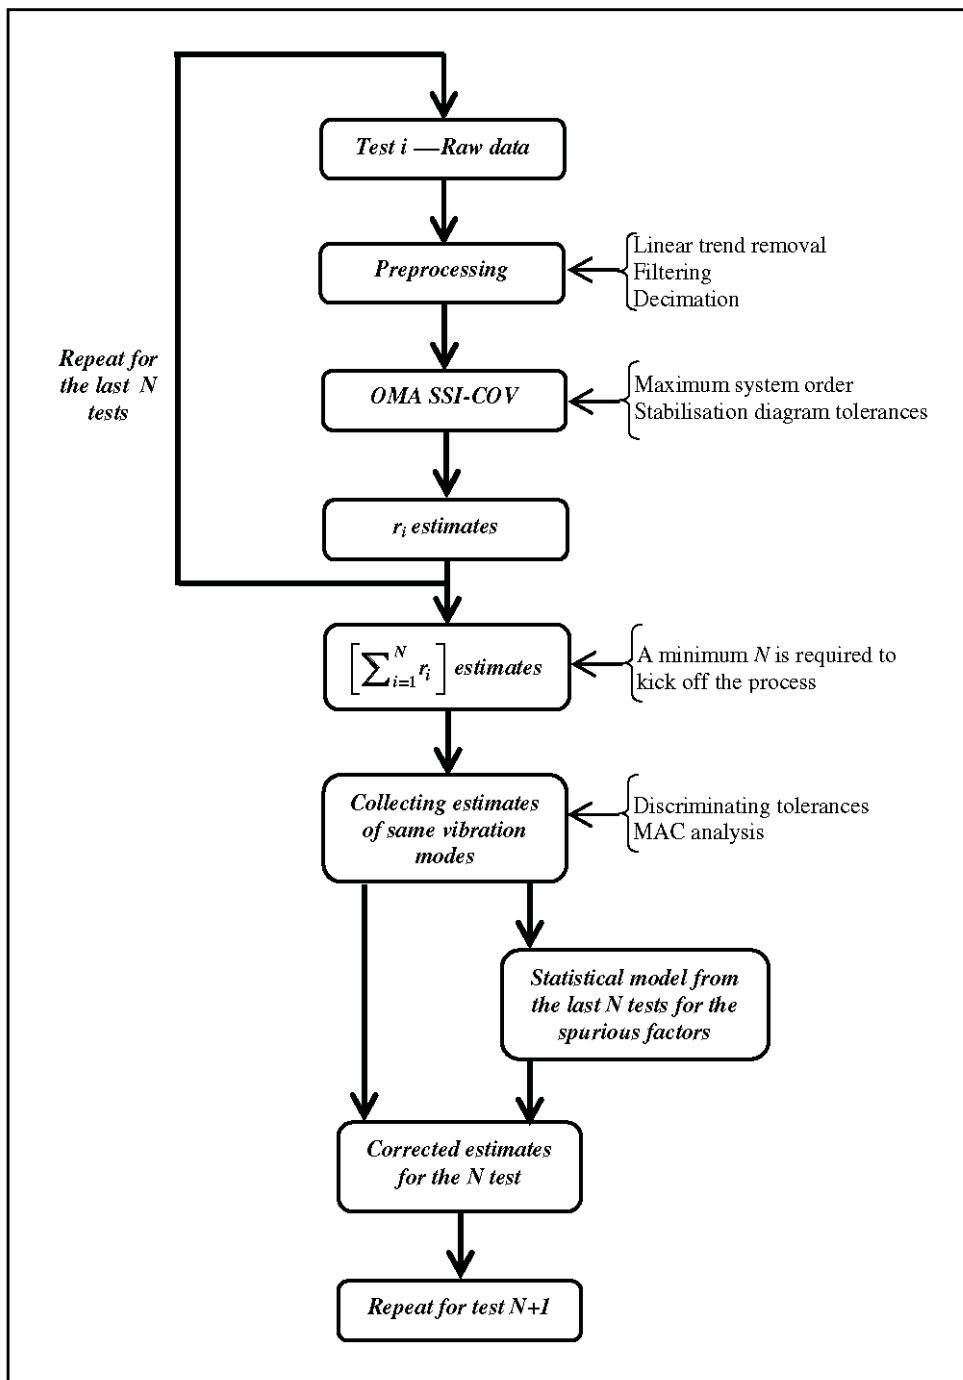 Test i —Raw data
Preprocessing
Linear trend removal
Filtering
Decimation
Repeat for
the last N
tests
OMA SSI-COV
Maximum system order
Stabilisation diagram tolerances
rᵢ estimates
[∑ᵢ₌₁ᴺ rᵢ] estimates
A minimum N is required to
kick off the process
Collecting estimates
of same vibration
modes
Discriminating tolerances
MAC analysis
Statistical model from
the last N tests for the
spurious factors
Corrected estimates
for the N test
Repeat for test N+1